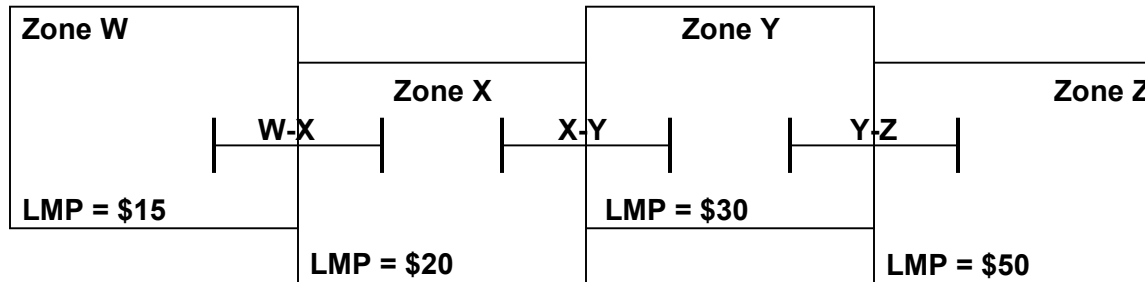 Zone W
Zone Y
Zone X
Zone Z
W-X
X-Y
Y-Z
LMP = $15
LMP = $30
LMP = $20
LMP = $50